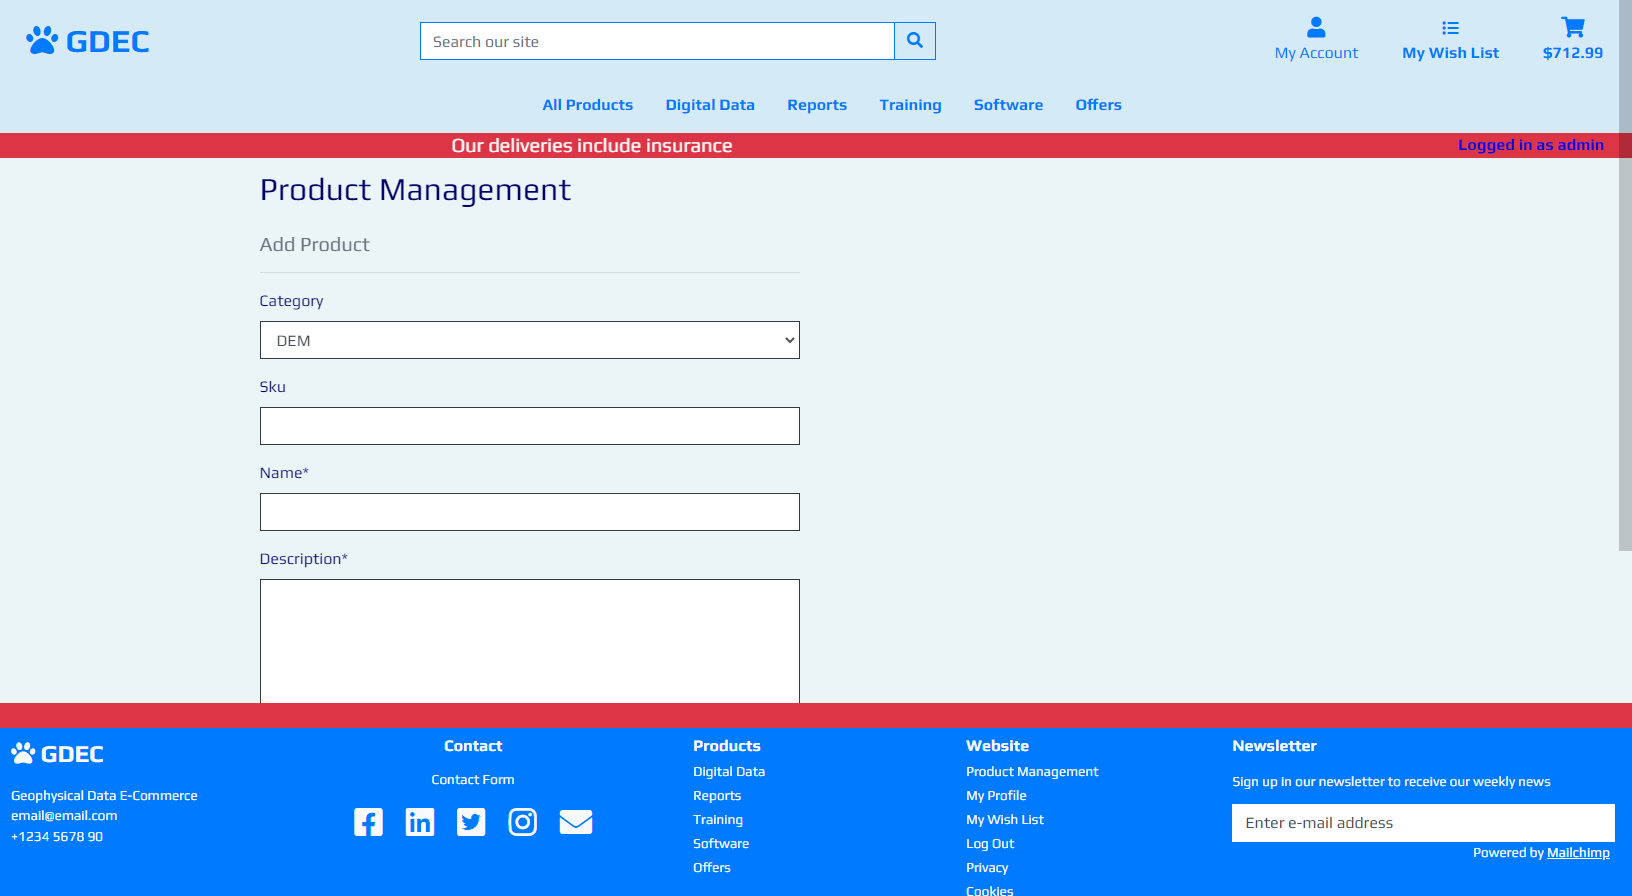 GDEC
Search our site
My Account
My Wish List
$712.99
All Products
Digital Data
Reports
Training
Software
Offers
Our deliveries include insurance
Logged in as admin
Product Management
Add Product
Category
DEM
Sku
Name*
Description*
GDEC
Geophysical Data E-Commerce
email@email.com
+1234 5678 90
Contact
Contact Form
Products
Digital Data
Reports
Training
Software
Offers
Website
Product Management
My Profile
My Wish List
Log Out
Privacy
Cookies
Newsletter
Sign up in our newsletter to receive our weekly news
Enter e-mail address
Powered by Mailchimp